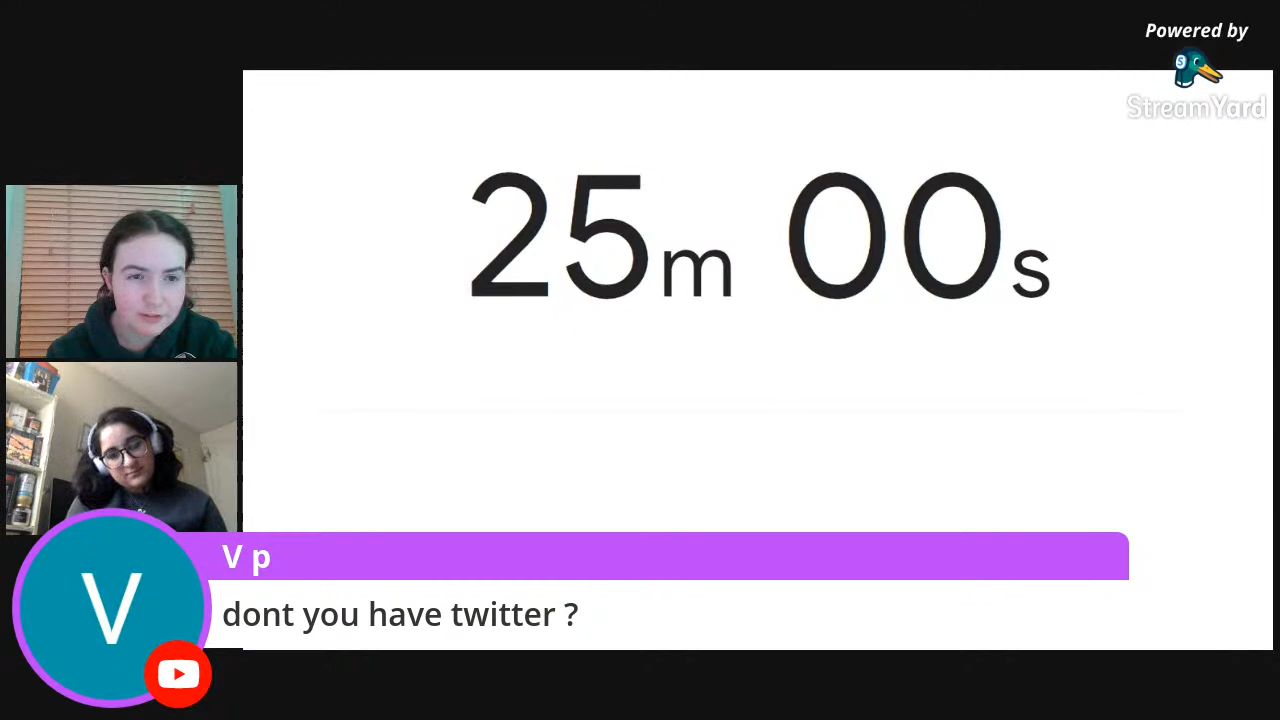 Powered by
StreamYard
25m 00s
V p
V
dont you have twitter ?